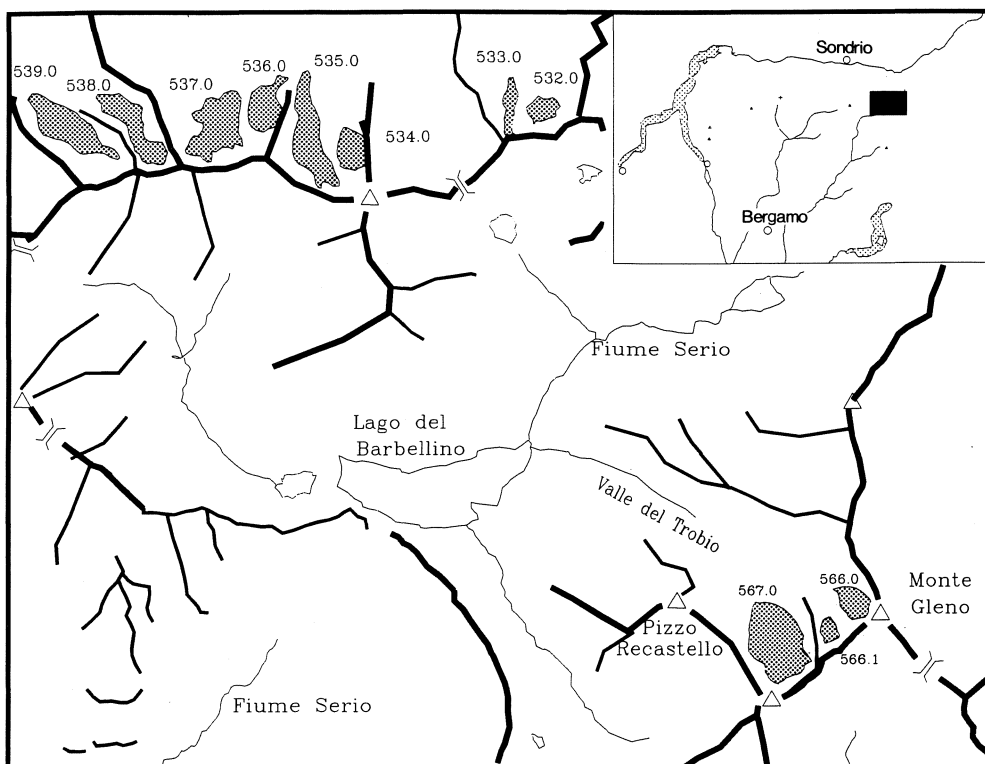 539.0
538.0
537.0
536.0
535.0
534.0
533.0
532.0
Sondrio
Bergamo
Fiume Serio
Lago del
Barbellino
Valle del Trobio
567.0
566.0
566.1
Monte
Gleno
Pizzo
Recastello
Fiume Serio